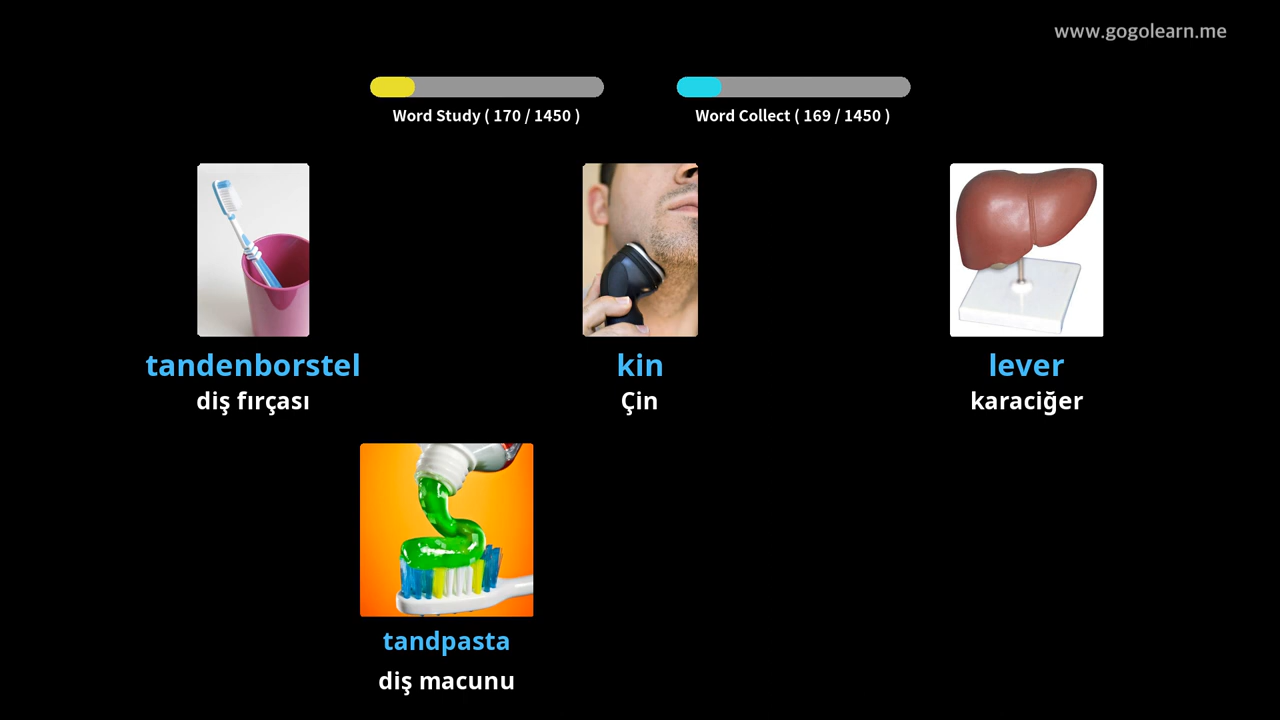 www.gogolearn.me
Word Study ( 170 / 1450 )
Word Collect ( 169 / 1450 )
tandenborstel
diş fırçası
kin
Çin
lever
karaciğer
tandpasta
diş macunu